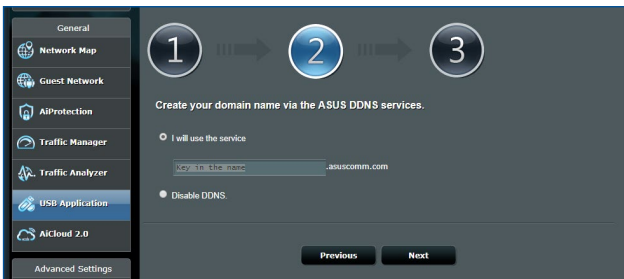 General
Network Map
Guest Network
AiProtection
Traffic Manager
Traffic Analyzer
USB Application
AiCloud 2.0
Advanced Settings
1
2
3
Create your domain name via the ASUS DDNS services.
I will use the service
Key in the name .asuscomm.com
Disable DDNS.
Previous Next